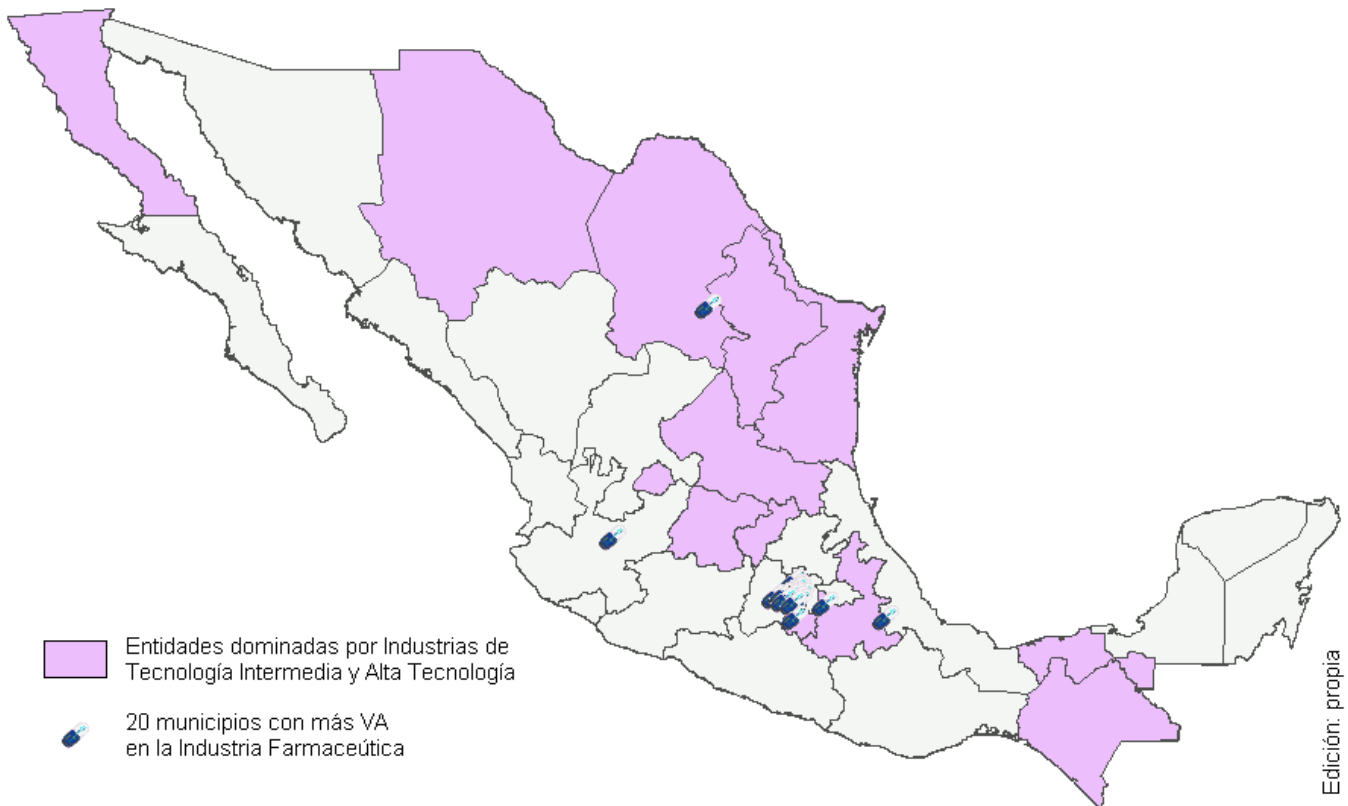 Entidades dominadas por Industrias de
Tecnología Intermedia y Alta Tecnología
20 municipios con más VA
en la Industria Farmaceútica
Edición: propia